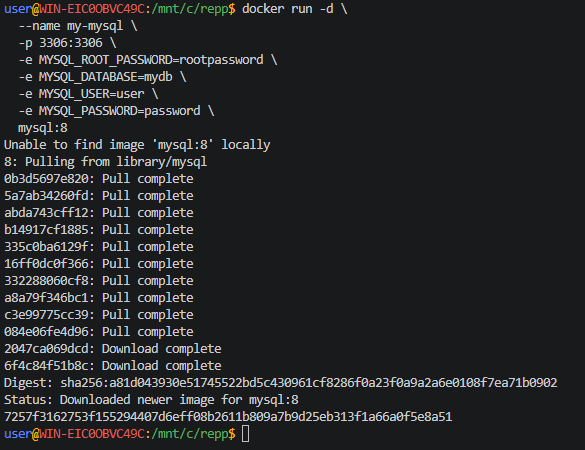 user@WIN-EIC0OBVC49C:/mnt/c/repp$ docker run -d \
  --name my-mysql \
  -p 3306:3306 \
  -e MYSQL_ROOT_PASSWORD=rootpassword \
  -e MYSQL_DATABASE=mydb \
  -e MYSQL_USER=user \
  -e MYSQL_PASSWORD=password \
  mysql:8
Unable to find image 'mysql:8' locally
8: Pulling from library/mysql
0b3d5697e820: Pull complete
5a7ab34260fd: Pull complete
abda743cff12: Pull complete
b14917cf1885: Pull complete
335c0ba6129f: Pull complete
16ff0dc0f366: Pull complete
332288060cf8: Pull complete
a8a79f346bc1: Pull complete
c3e99775cc39: Pull complete
084e06fe4d96: Pull complete
2047ca069dcd: Download complete
6f4c84f51b8c: Download complete
Digest: sha256:a81d043930e51745522bd5c430961cf8286f0a23f0a9a2a6e0108f7ea71b0902
Status: Downloaded newer image for mysql:8
7257f3162753f155294407d6eff08b2611b809a7b9d25eb313f1a66a0f5e8a51
user@WIN-EIC0OBVC49C:/mnt/c/repp$